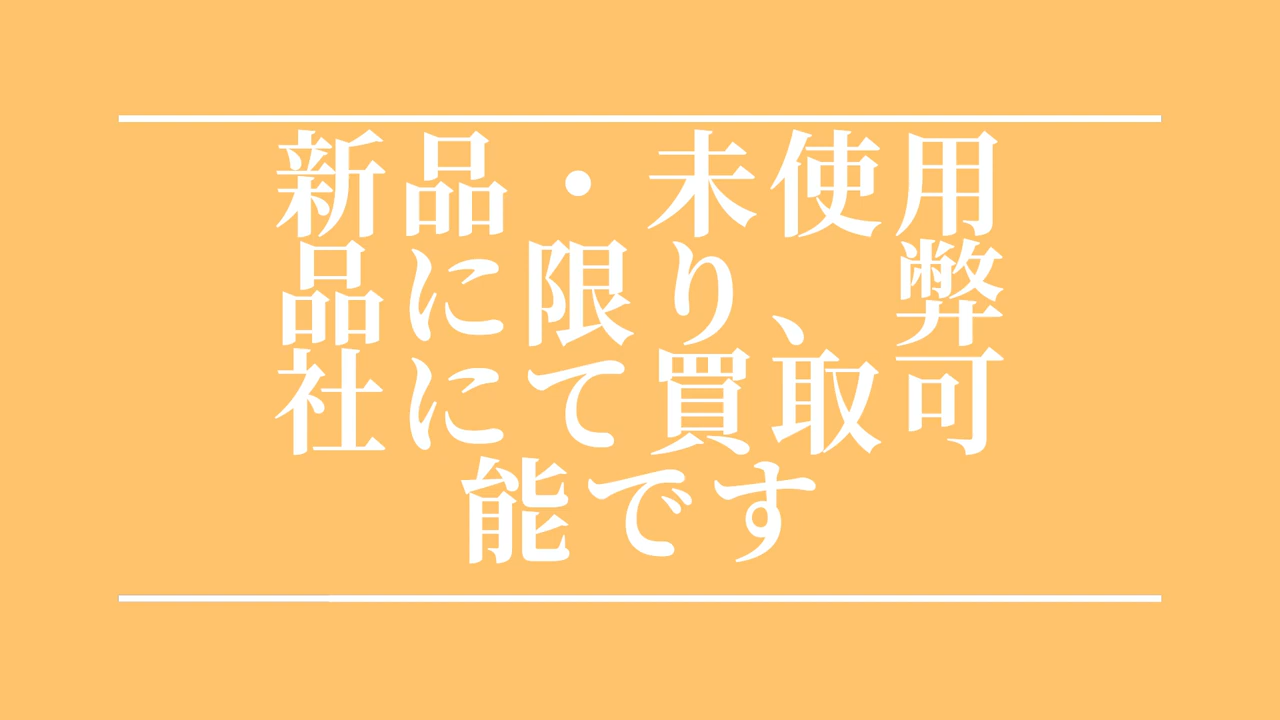 新品・未使用
品に限り、弊
社にて買取可
能です